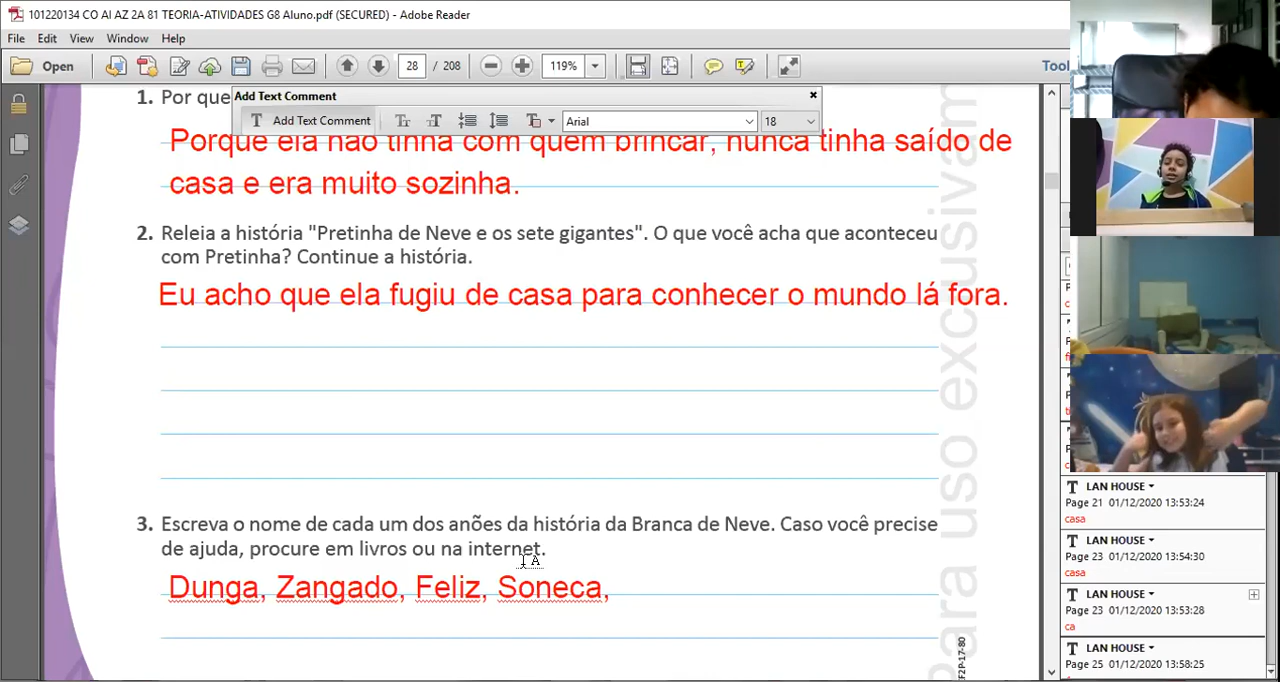 101220134 CO AI AZ 2A 81 TEORIA-ATIVIDADES G8 Aluno.pdf (SECURED) - Adobe Reader
File Edit View Window Help
Open 28 / 208 119% Tool
Add Text Comment
Add Text Comment Arial 18
1. Por que
Porque ela não tinha com quem brincar, nunca tinha saído de
casa e era muito sozinha.
2. Releia a história "Pretinha de Neve e os sete gigantes". O que você acha que aconteceu
com Pretinha? Continue a história.
Eu acho que ela fugiu de casa para conhecer o mundo lá fora.
3. Escreva o nome de cada um dos anões da história da Branca de Neve. Caso você precise
de ajuda, procure em livros ou na internet.
Dunga, Zangado, Feliz, Soneca,
Para uso exclusivam
EF2P-17-80
LAN HOUSE
Page 21 01/12/2020 13:53:24
casa
LAN HOUSE
Page 23 01/12/2020 13:54:30
casa
LAN HOUSE
Page 23 01/12/2020 13:53:28
ca
LAN HOUSE
Page 25 01/12/2020 13:58:25